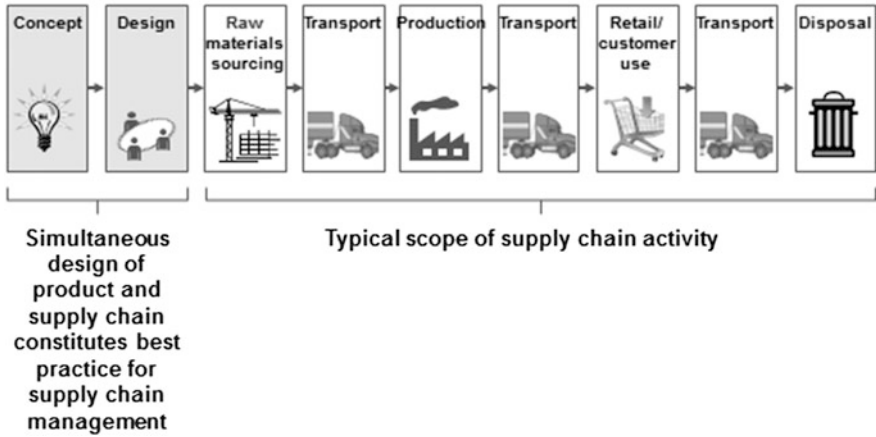 Concept
Design
Raw
materials
sourcing
Transport
Production
Transport
Retail/
customer
use
Transport
Disposal
Simultaneous
design of
product and
supply chain
constitutes best
practice for
supply chain
management
Typical scope of supply chain activity